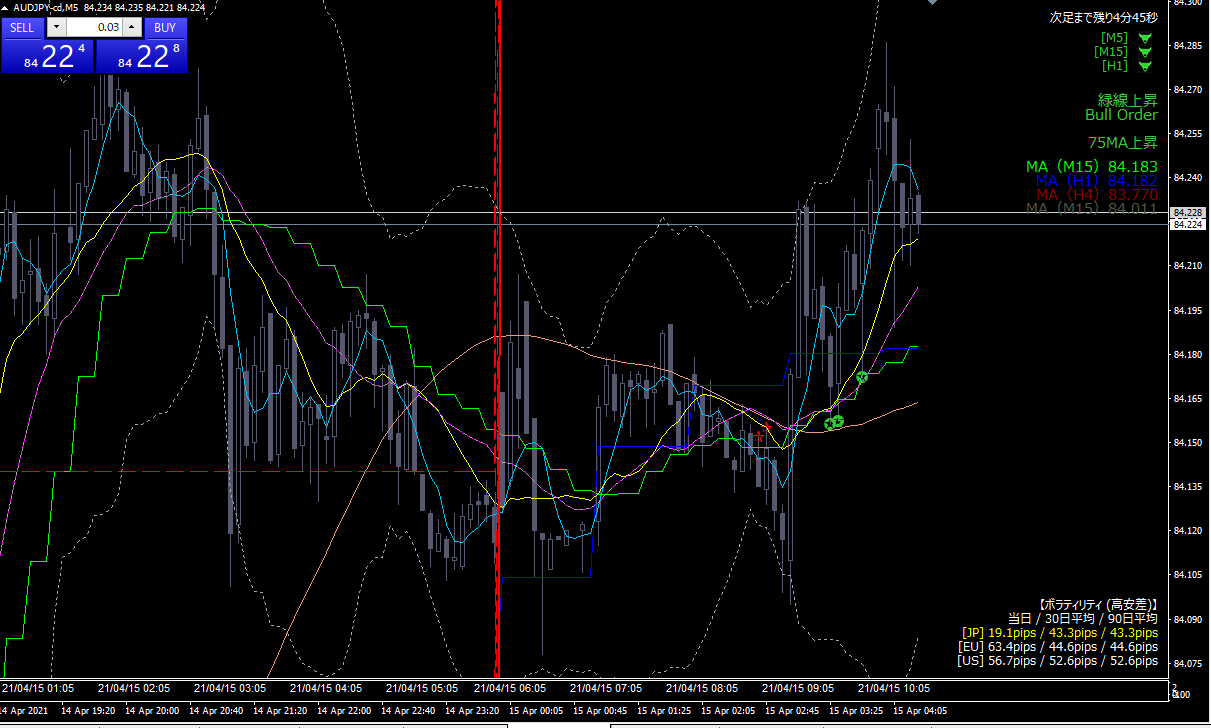 AUDJPY-cd,M5 84.234 84.235 84.221 84.224
SELL 0.03 BUY
84 22 4 84 22 8
次足まで残り4分45秒
[M5]
[M15]
[H1]
緑線上昇
Bull Order
75MA上昇
MA (M15) 84.183
MA (H1) 84.182
MA (H4) 83.770
MA (M15) 84.011
84.300
84.285
84.270
84.255
84.240
84.228
84.224
84.210
84.195
84.180
84.165
84.150
84.135
84.120
84.105
84.090
84.075
【ボラティリティ (高安差)】
当日 / 30日平均 / 90日平均
[JP] 19.1pips / 43.3pips / 43.3pips
[EU] 63.4pips / 44.6pips / 44.6pips
[US] 56.7pips / 52.6pips / 52.6pips
21/04/15 01:05 21/04/15 02:05 21/04/15 03:05 21/04/15 04:05 21/04/15 05:05 21/04/15 06:05 21/04/15 07:05 21/04/15 08:05 21/04/15 09:05 21/04/15 10:05
14 Apr 2021 14 Apr 19:20 14 Apr 20:00 14 Apr 20:40 14 Apr 21:20 14 Apr 22:00 14 Apr 22:40 14 Apr 23:20 15 Apr 00:05 15 Apr 00:45 15 Apr 01:25 15 Apr 02:05 15 Apr 02:45 15 Apr 03:25 15 Apr 04:05